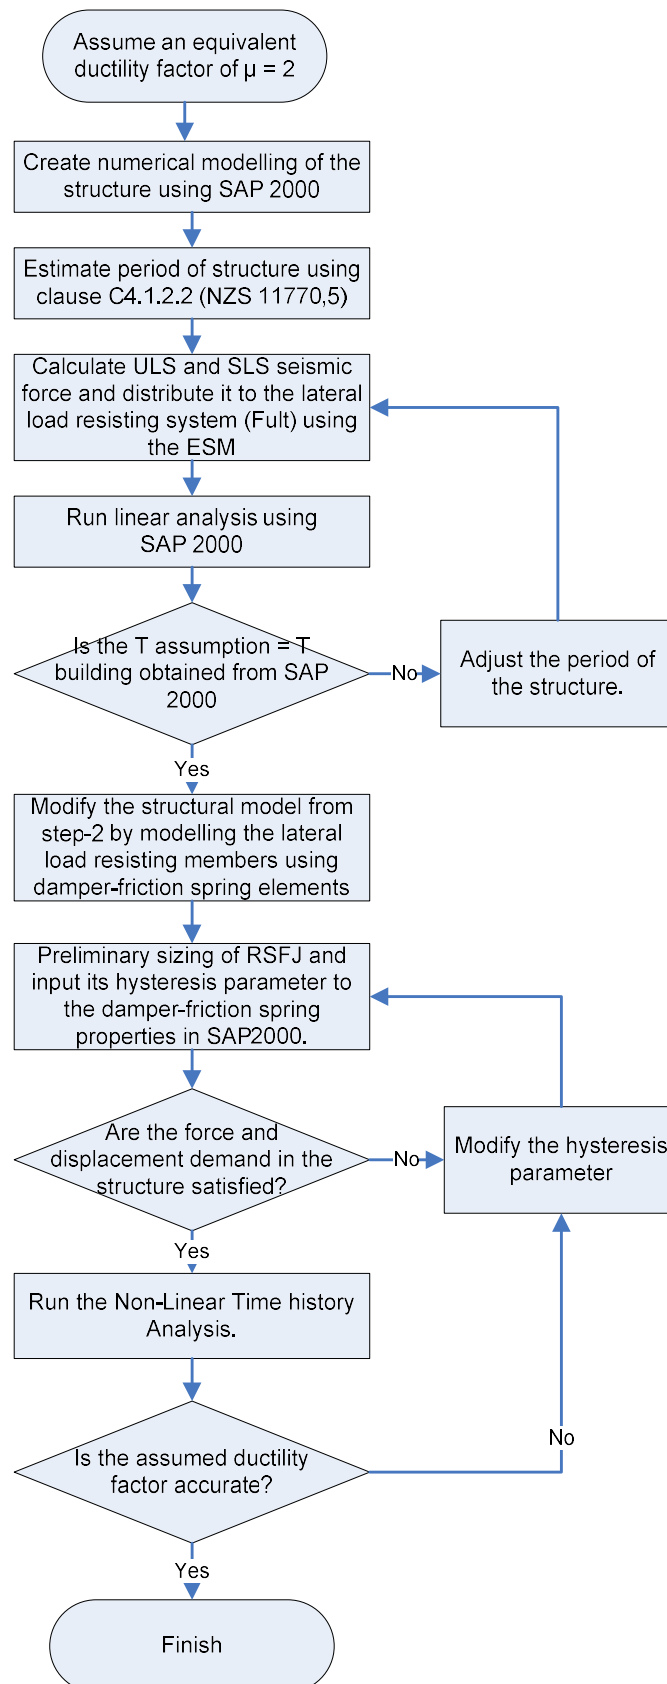 Assume an equivalent
ductility factor of µ = 2
Create numerical modelling of the
structure using SAP 2000
Estimate period of structure using
clause C4.1.2.2 (NZS 11770,5)
Calculate ULS and SLS seismic
force and distribute it to the lateral
load resisting system (Fult) using
the ESM
Run linear analysis using
SAP 2000
Is the T assumption = T
building obtained from SAP
2000
No
Adjust the period of
the structure.
Yes
Modify the structural model from
step-2 by modelling the lateral
load resisting members using
damper-friction spring elements
Preliminary sizing of RSFJ and
input its hysteresis parameter to
the damper-friction spring
properties in SAP2000.
Are the force and
displacement demand in the
structure satisfied?
No
Modify the hysteresis
parameter
Yes
Run the Non-Linear Time history
Analysis.
Is the assumed ductility
factor accurate?
No
Yes
Finish